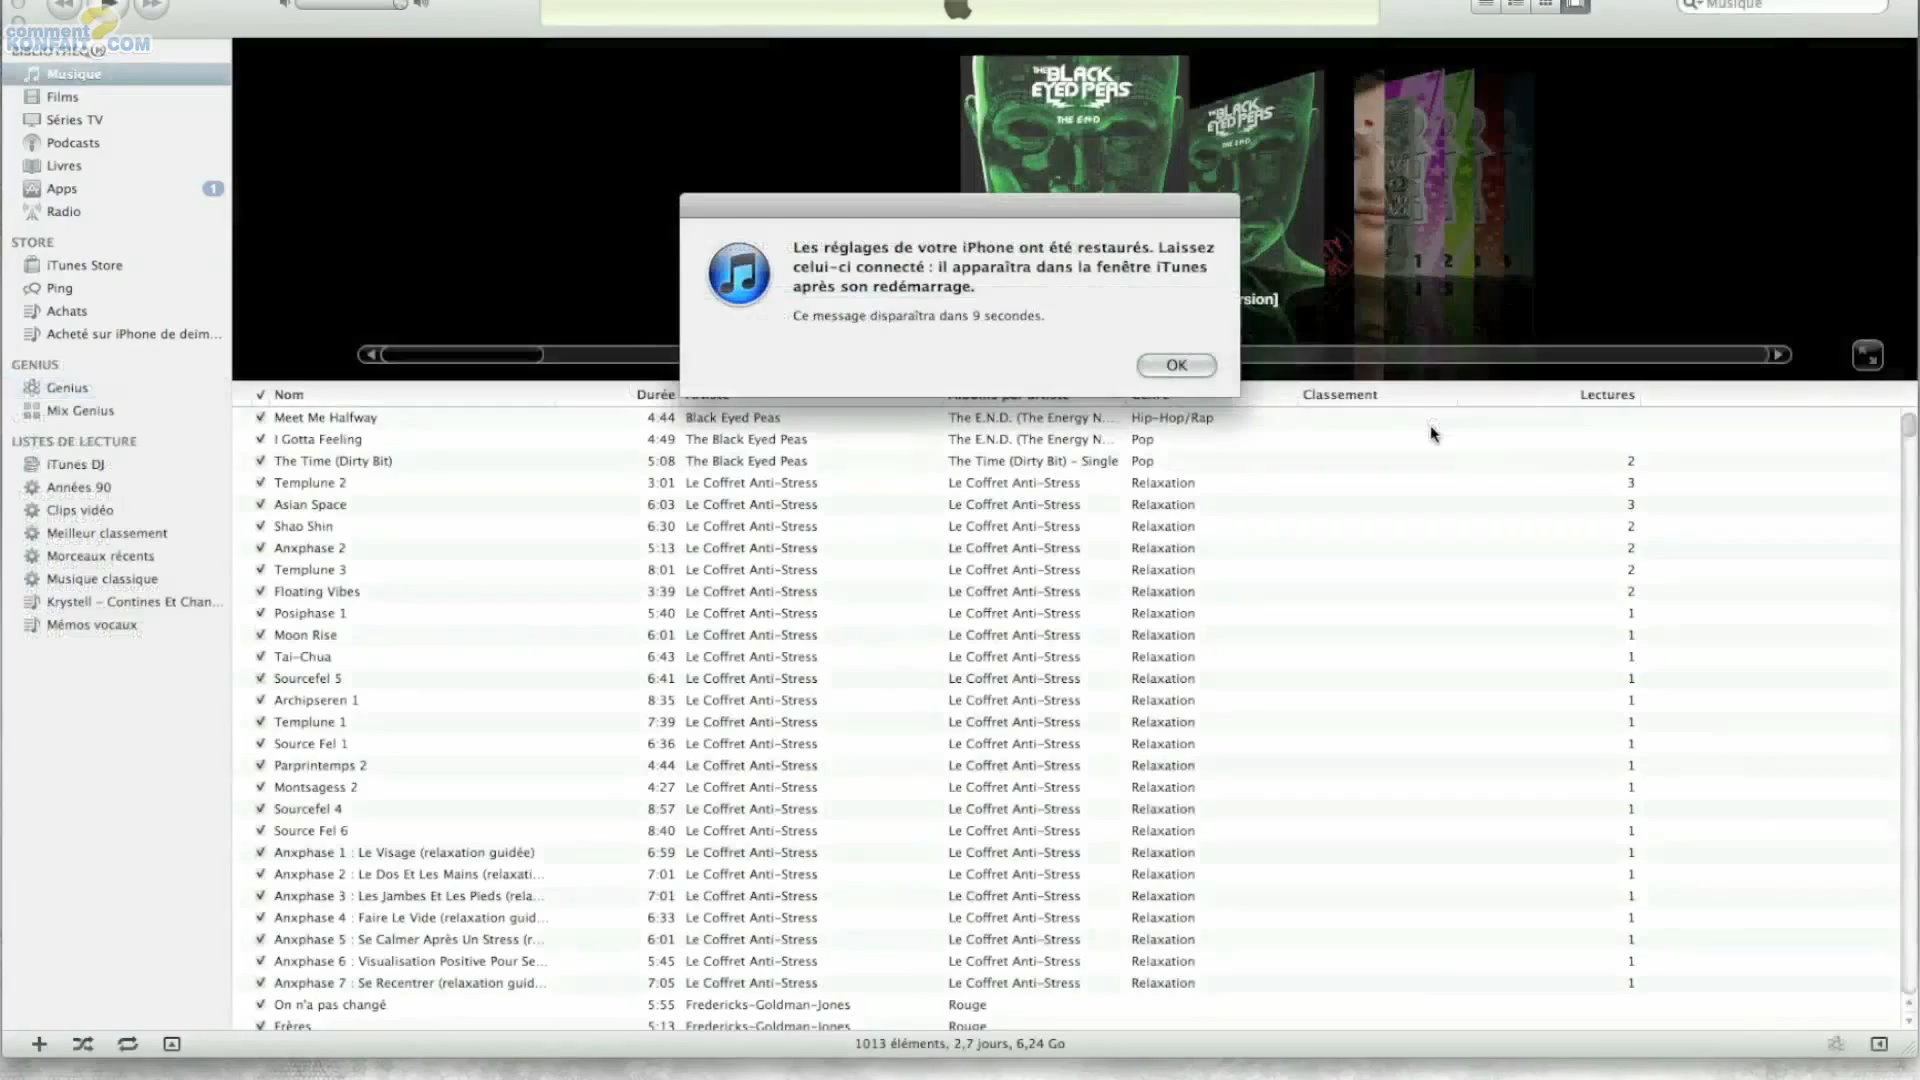 Musique
comment
KONFAIT.COM
BIBLIOTHÈQUE
Musique
Films
Séries TV
Podcasts
Livres
Apps 1
Radio
STORE
iTunes Store
Ping
Achats
Acheté sur iPhone de deim...
GENIUS
Genius
Mix Genius
LISTES DE LECTURE
iTunes DJ
Années 90
Clips vidéo
Meilleur classement
Morceaux récents
Musique classique
Krystell – Contines Et Chan...
Mémos vocaux
THE BLACK
EYED PEAS
THE END
THE BLACK
EYED PEAS
THE END
Les réglages de votre iPhone ont été restaurés. Laissez
celui-ci connecté : il apparaîtra dans la fenêtre iTunes
après son redémarrage.
Ce message disparaîtra dans 9 secondes.
OK
rsion]
1 2 3 4
Nom Durée Artiste Albums par artiste Genre Classement Lectures
Meet Me Halfway 4:44 Black Eyed Peas The E.N.D. (The Energy N... Hip-Hop/Rap
I Gotta Feeling 4:49 The Black Eyed Peas The E.N.D. (The Energy N... Pop
The Time (Dirty Bit) 5:08 The Black Eyed Peas The Time (Dirty Bit) – Single Pop 2
Templune 2 3:01 Le Coffret Anti-Stress Le Coffret Anti-Stress Relaxation 3
Asian Space 6:03 Le Coffret Anti-Stress Le Coffret Anti-Stress Relaxation 3
Shao Shin 6:30 Le Coffret Anti-Stress Le Coffret Anti-Stress Relaxation 2
Anxphase 2 5:13 Le Coffret Anti-Stress Le Coffret Anti-Stress Relaxation 2
Templune 3 8:01 Le Coffret Anti-Stress Le Coffret Anti-Stress Relaxation 2
Floating Vibes 3:39 Le Coffret Anti-Stress Le Coffret Anti-Stress Relaxation 2
Posiphase 1 5:40 Le Coffret Anti-Stress Le Coffret Anti-Stress Relaxation 1
Moon Rise 6:01 Le Coffret Anti-Stress Le Coffret Anti-Stress Relaxation 1
Tai-Chua 6:43 Le Coffret Anti-Stress Le Coffret Anti-Stress Relaxation 1
Sourcefel 5 6:41 Le Coffret Anti-Stress Le Coffret Anti-Stress Relaxation 1
Archipseren 1 8:35 Le Coffret Anti-Stress Le Coffret Anti-Stress Relaxation 1
Templune 1 7:39 Le Coffret Anti-Stress Le Coffret Anti-Stress Relaxation 1
Source Fel 1 6:36 Le Coffret Anti-Stress Le Coffret Anti-Stress Relaxation 1
Parprintemps 2 4:44 Le Coffret Anti-Stress Le Coffret Anti-Stress Relaxation 1
Montsagess 2 4:27 Le Coffret Anti-Stress Le Coffret Anti-Stress Relaxation 1
Sourcefel 4 8:57 Le Coffret Anti-Stress Le Coffret Anti-Stress Relaxation 1
Source Fel 6 8:40 Le Coffret Anti-Stress Le Coffret Anti-Stress Relaxation 1
Anxphase 1 : Le Visage (relaxation guidée) 6:59 Le Coffret Anti-Stress Le Coffret Anti-Stress Relaxation 1
Anxphase 2 : Le Dos Et Les Mains (relaxati... 7:01 Le Coffret Anti-Stress Le Coffret Anti-Stress Relaxation 1
Anxphase 3 : Les Jambes Et Les Pieds (rela... 7:01 Le Coffret Anti-Stress Le Coffret Anti-Stress Relaxation 1
Anxphase 4 : Faire Le Vide (relaxation guid... 6:33 Le Coffret Anti-Stress Le Coffret Anti-Stress Relaxation 1
Anxphase 5 : Se Calmer Après Un Stress (r... 6:01 Le Coffret Anti-Stress Le Coffret Anti-Stress Relaxation 1
Anxphase 6 : Visualisation Positive Pour Se... 5:45 Le Coffret Anti-Stress Le Coffret Anti-Stress Relaxation 1
Anxphase 7 : Se Recentrer (relaxation guid... 7:05 Le Coffret Anti-Stress Le Coffret Anti-Stress Relaxation 1
On n'a pas changé 5:55 Fredericks-Goldman-Jones Rouge
Frères 5:13 Fredericks-Goldman-Jones Rouge
1013 éléments, 2,7 jours, 6,24 Go